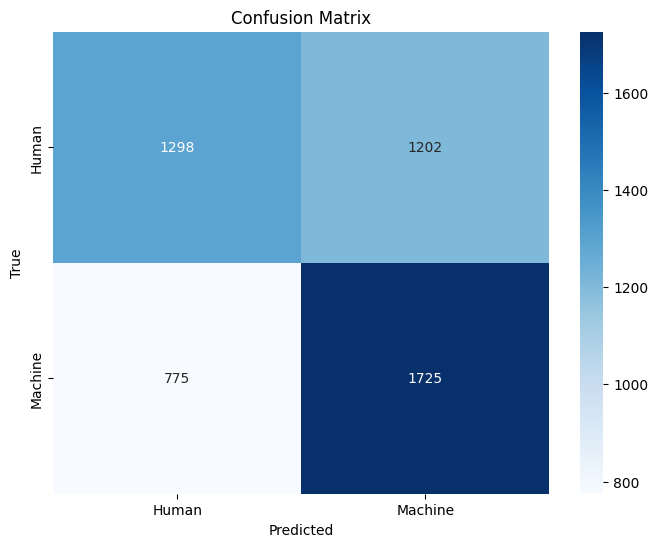 Confusion Matrix
Human
1298
1202
Machine
775
1725
True
Human
Machine
Predicted
1600
1400
1200
1000
800